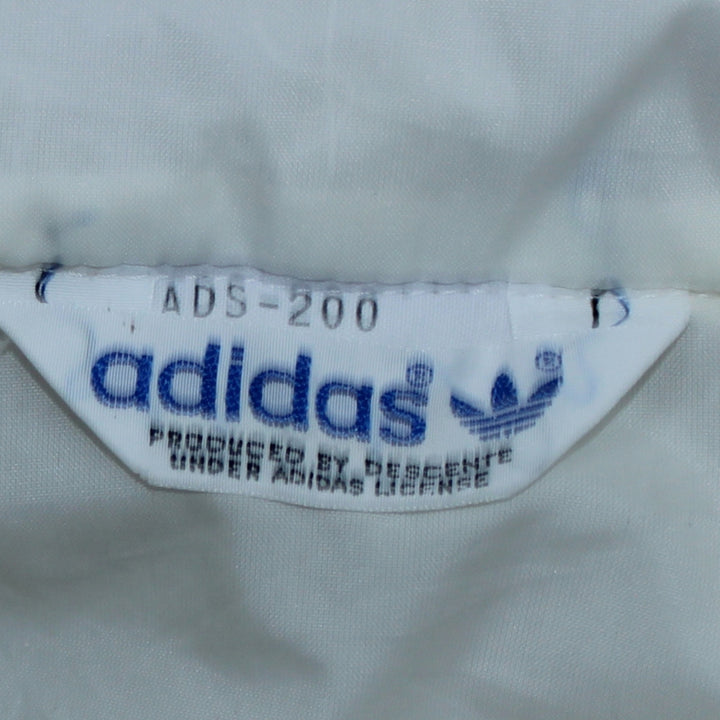 ADS-200
adidas®
®
PRODUCED BY DESCENTE
UNDER ADIDAS LICENSE